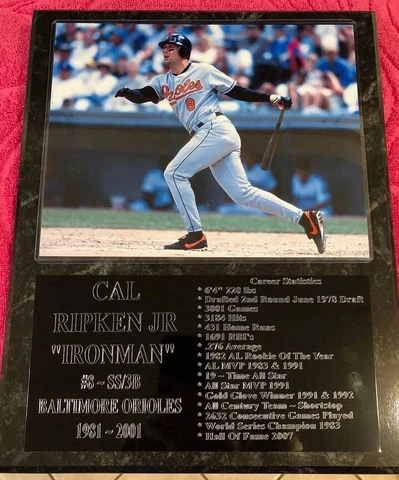 Orioles
8
CAL
RIPKEN JR
"IRONMAN"
#8 ~ SS/3B
BALTIMORE ORIOLES
1981 ~ 2001
Career Statistics
* 6'4" 220 lbs
* Drafted 2nd Round June 1978 Draft
* 3001 Games
* 3184 Hits
* 431 Home Runs
* 1691 RBI's
* .276 Average
* 1982 AL Rookie Of The Year
* AL MVP 1983 & 1991
* 19 ~ Time All Star
* All Star MVP 1991
* Gold Glove Winner 1991 & 1992
* All Century Team ~ Shortstop
* 2632 Consecutive Games Played
* World Series Champion 1983
* Hall Of Fame 2007